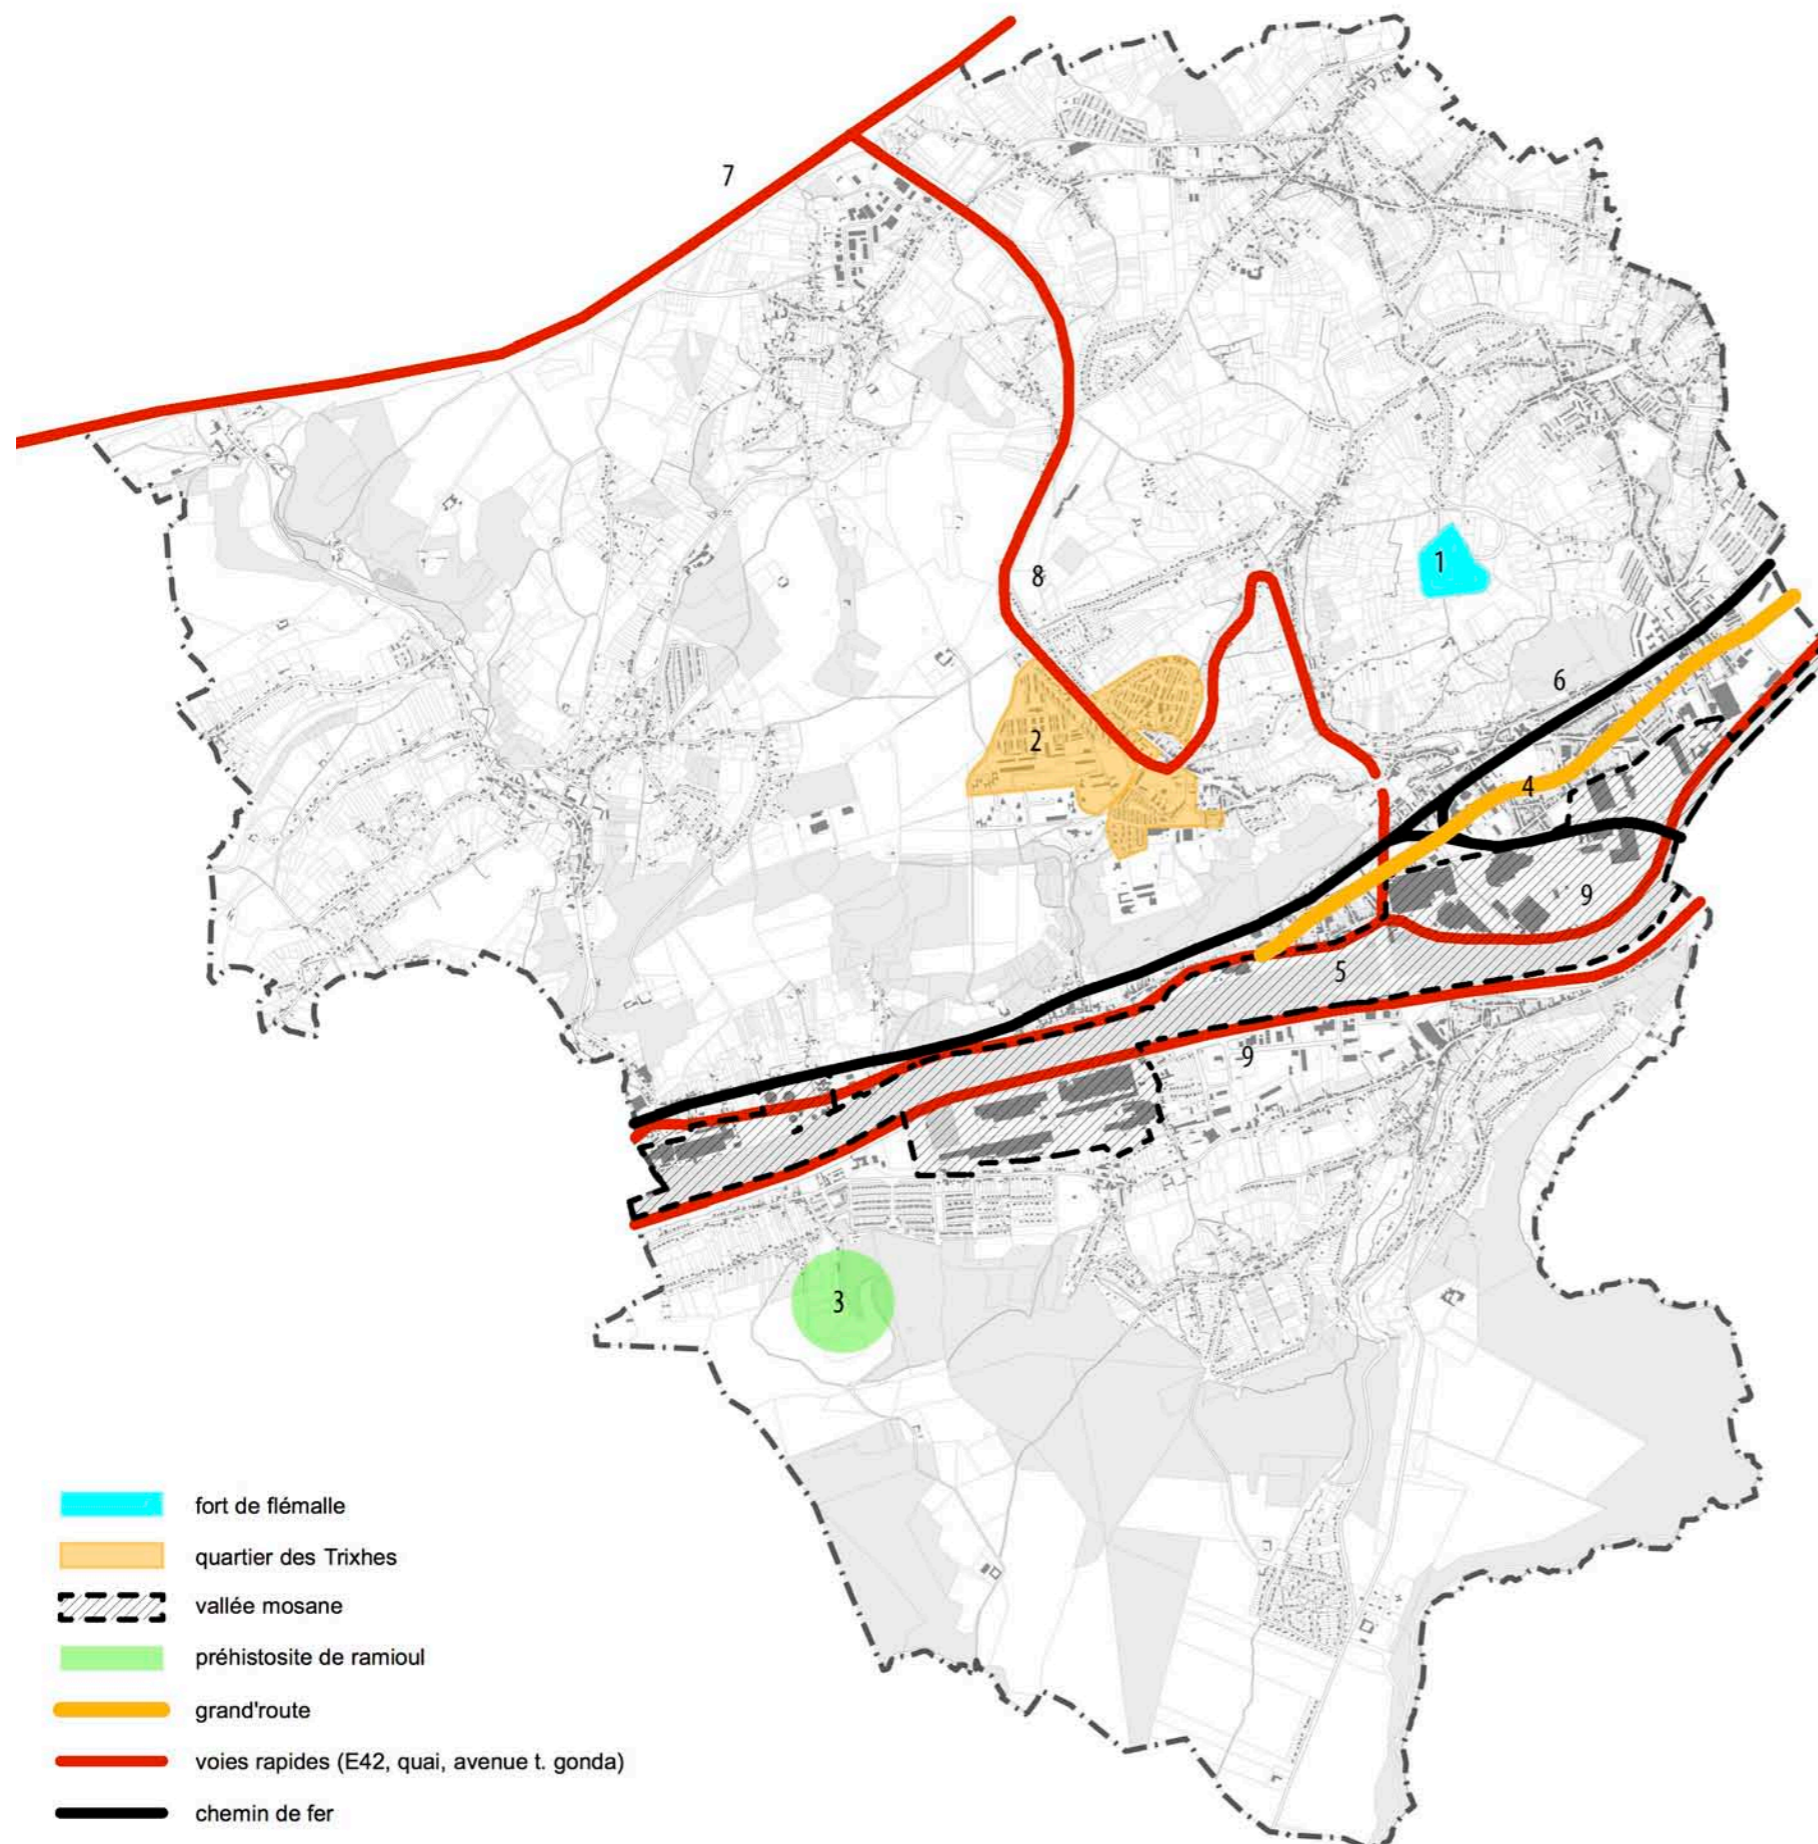 7
1
8
6
2
4
9
5
9
3
fort de flémalle
quartier des Trixhes
vallée mosane
préhistosite de ramioul
grand'route
voies rapides (E42, quai, avenue t. gonda)
chemin de fer